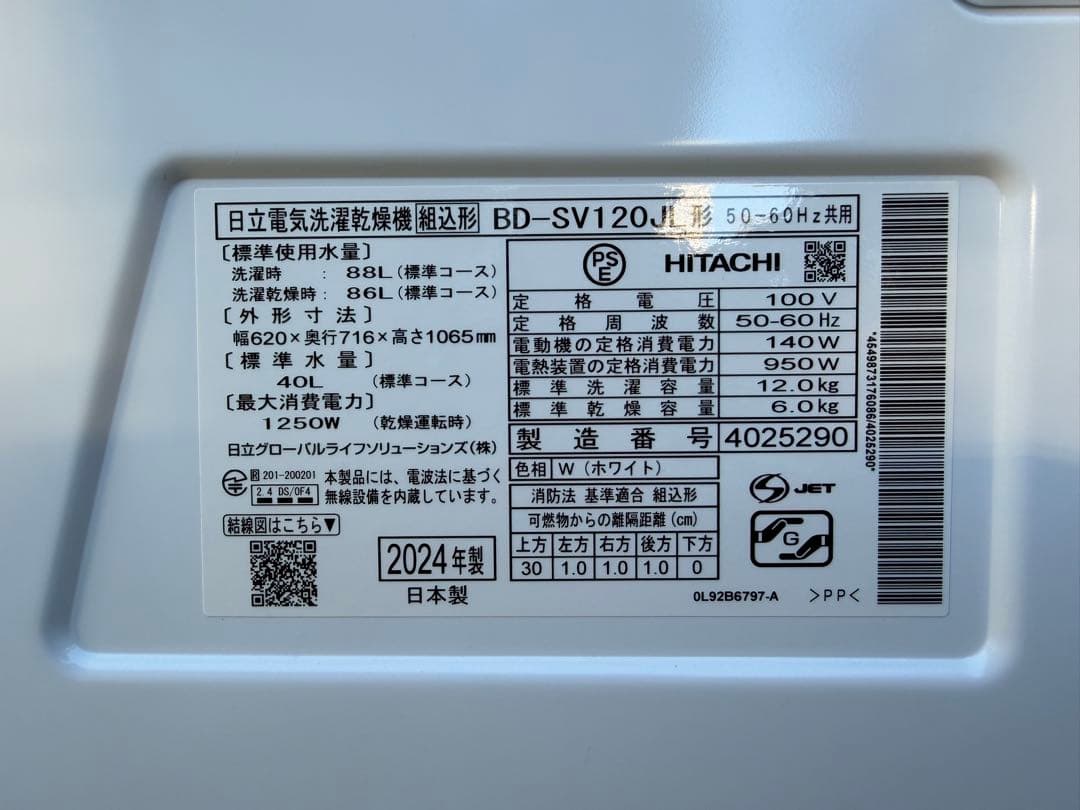 日立電気洗濯乾燥機 組込形 BD-SV120JL形 50-60Hz共用
〔標準使用水量〕
洗濯時 : 88L(標準コース)
洗濯乾燥時: 86L(標準コース)
〔外形寸法〕
幅620×奥行716×高さ1065mm
〔標準水量〕
40L (標準コース)
〔最大消費電力〕
1250W (乾燥運転時)
日立グローバルライフソリューションズ(株)
図 201-200201
2.4 DS/OF4
本製品には、電波法に基づく
無線設備を内蔵しています。
結線図はこちら▼
2024年製
日本製
PSE HITACHI
定格電圧 100V
定格周波数 50-60Hz
電動機の定格消費電力 140W
電熱装置の定格消費電力 950W
標準洗濯容量 12.0kg
標準乾燥容量 6.0kg
製造番号 4025290
色相 W(ホワイト)
消防法 基準適合 組込形
可燃物からの離隔距離(cm)
上方 左方 右方 後方 下方
30 1.0 1.0 1.0 0
JET
G
0L92B6797-A >PP<
*4549873176086/4025290*